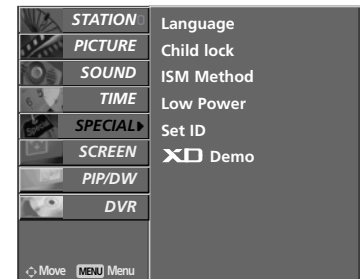 STATION
PICTURE
SOUND
TIME
SPECIAL
SCREEN
PIP/DW
DVR
Move MENU Menu
Language
Child lock
ISM Method
Low Power
Set ID
XD Demo